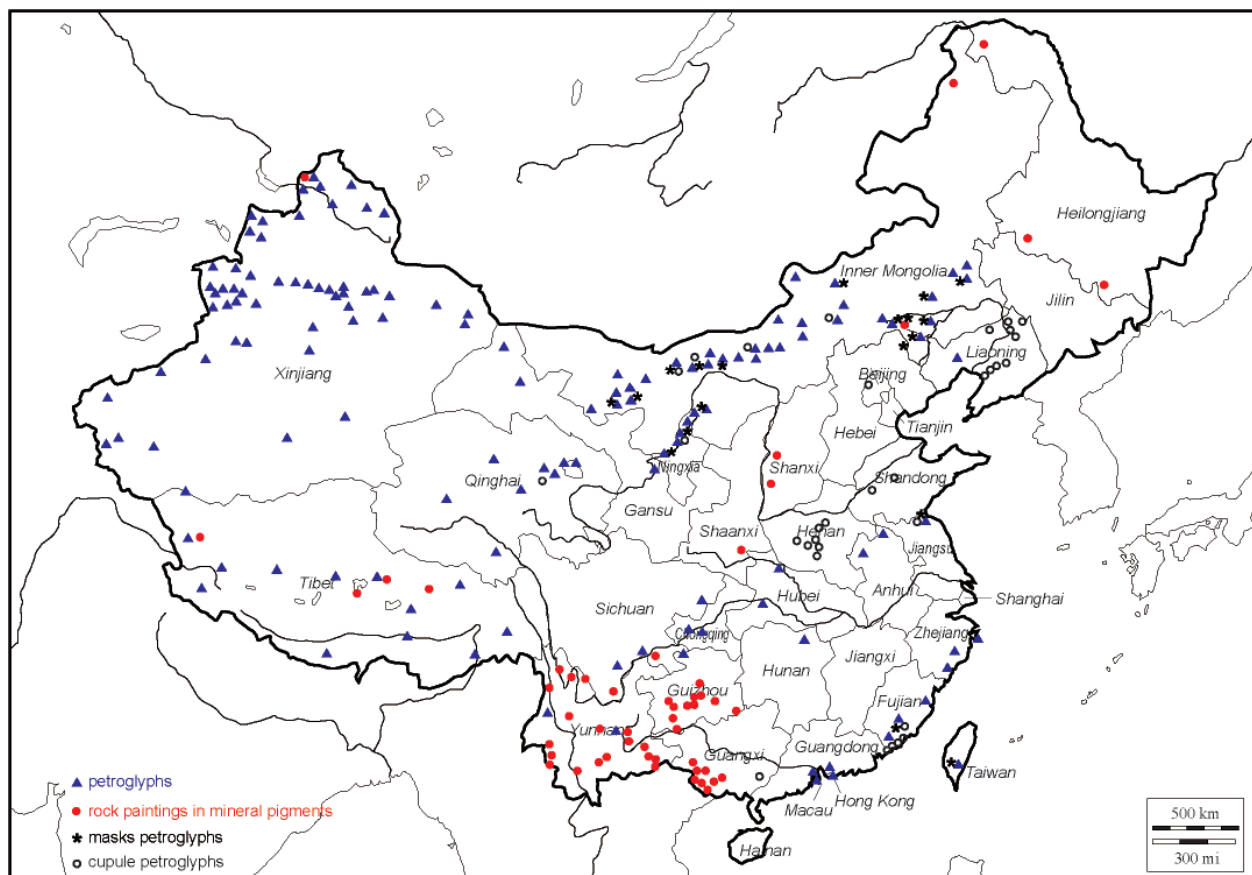 Heilongjiang
Inner Mongolia
Jilin
Liaoning
Xinjiang
Beijing
Tianjin
Hebei
Ningxia
Shanxi
Qinghai
Shandong
Gansu
Shaanxi
Henan
Jiangsu
Tibet
Anhui
Hubei
Shanghai
Sichuan
Chongqing
Zhejiang
Hunan
Jiangxi
Guizhou
Fujian
Yunnan
Guangxi
Guangdong
Taiwan
Hong Kong
Macau
Hainan
petroglyphs
rock paintings in mineral pigments
masks petroglyphs
cupule petroglyphs
500 km
300 mi